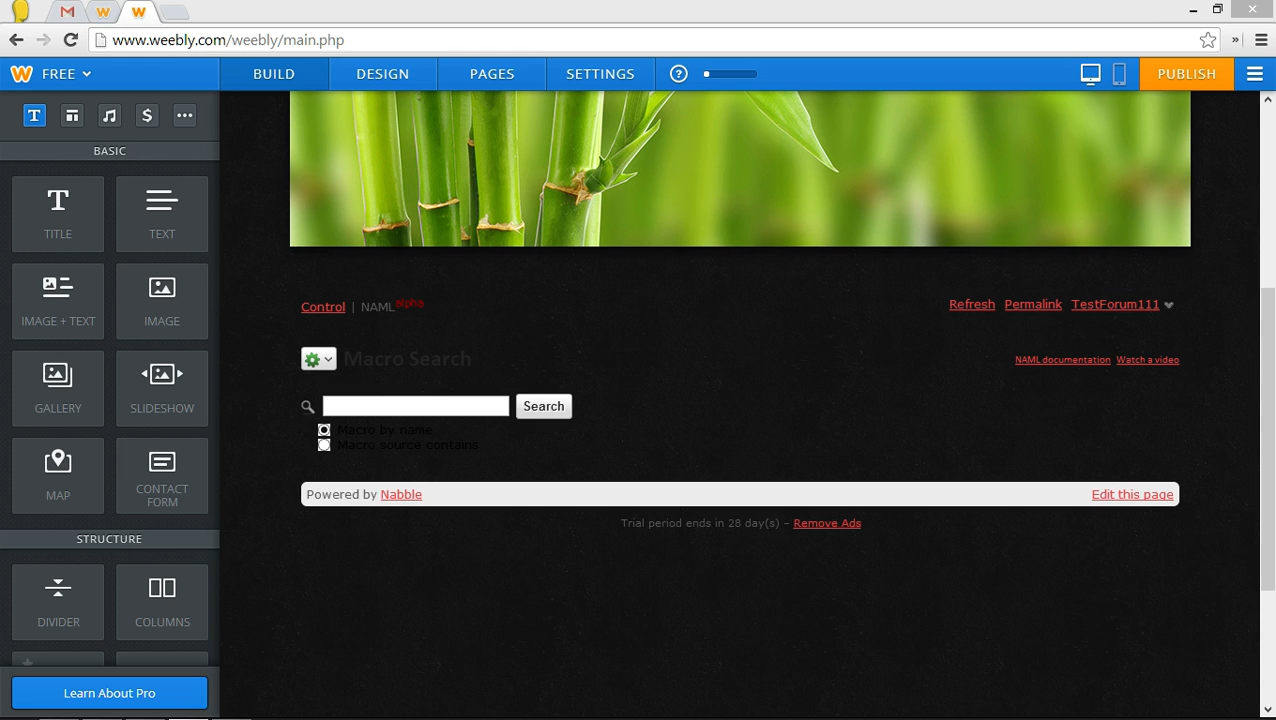 www.weebly.com/weebly/main.php
FREE BUILD DESIGN PAGES SETTINGS ? PUBLISH
T $
BASIC
TITLE TEXT
IMAGE + TEXT IMAGE
GALLERY SLIDESHOW
MAP CONTACT FORM
STRUCTURE
DIVIDER COLUMNS
Learn About Pro
Control | NAML alpha
Refresh Permalink TestForum111
Macro Search
NAML documentation Watch a video
Search
Macro by name
Macro source contains
Powered by Nabble
Edit this page
Trial period ends in 28 day(s) – Remove Ads